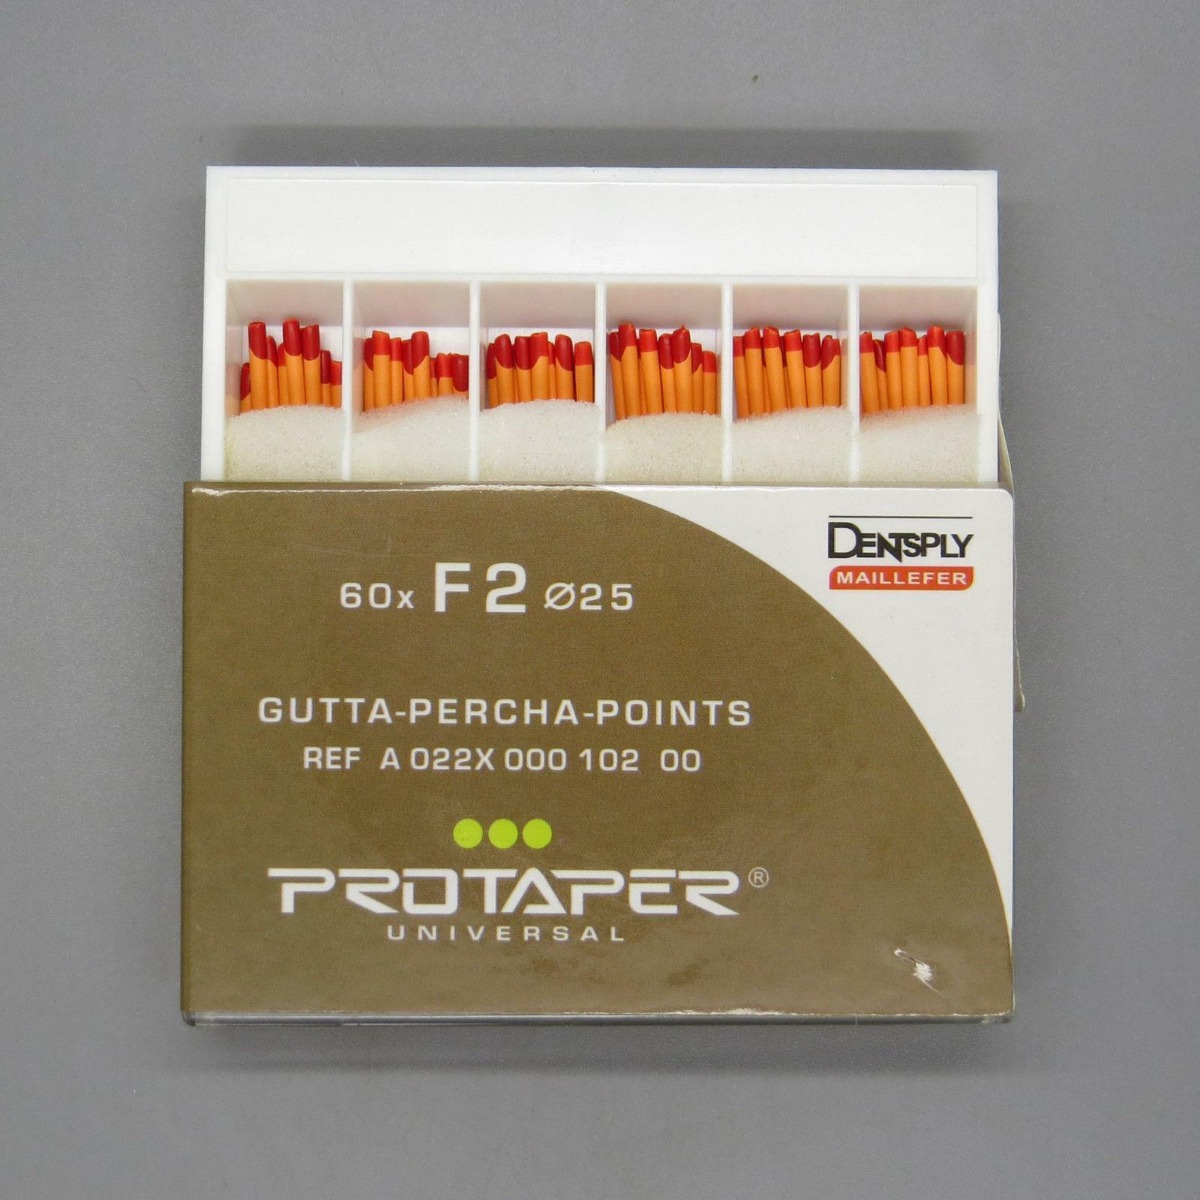 DENTSPLY
MAILLEFER
60x F2 Ø25
GUTTA-PERCHA-POINTS
REF A 022X 000 102 00
PROTAPER®
UNIVERSAL